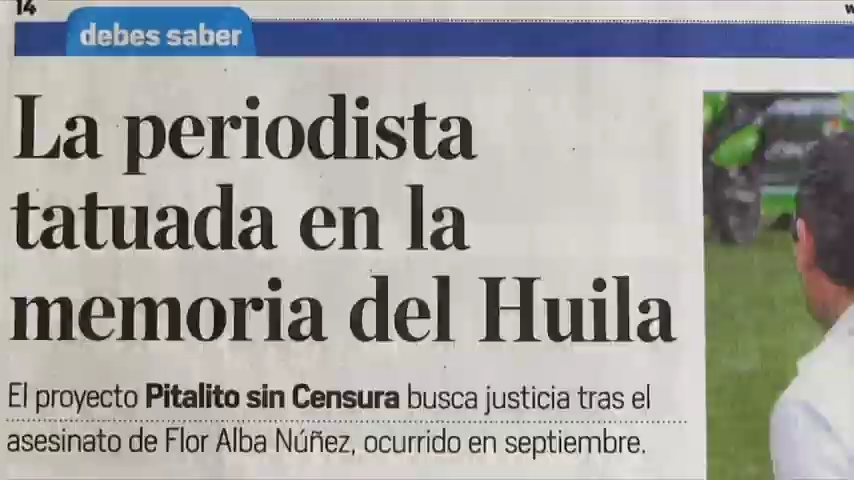 14
debes saber
La periodista
tatuada en la
memoria del Huila
El proyecto Pitalito sin Censura busca justicia tras el
asesinato de Flor Alba Núñez, ocurrido en septiembre.